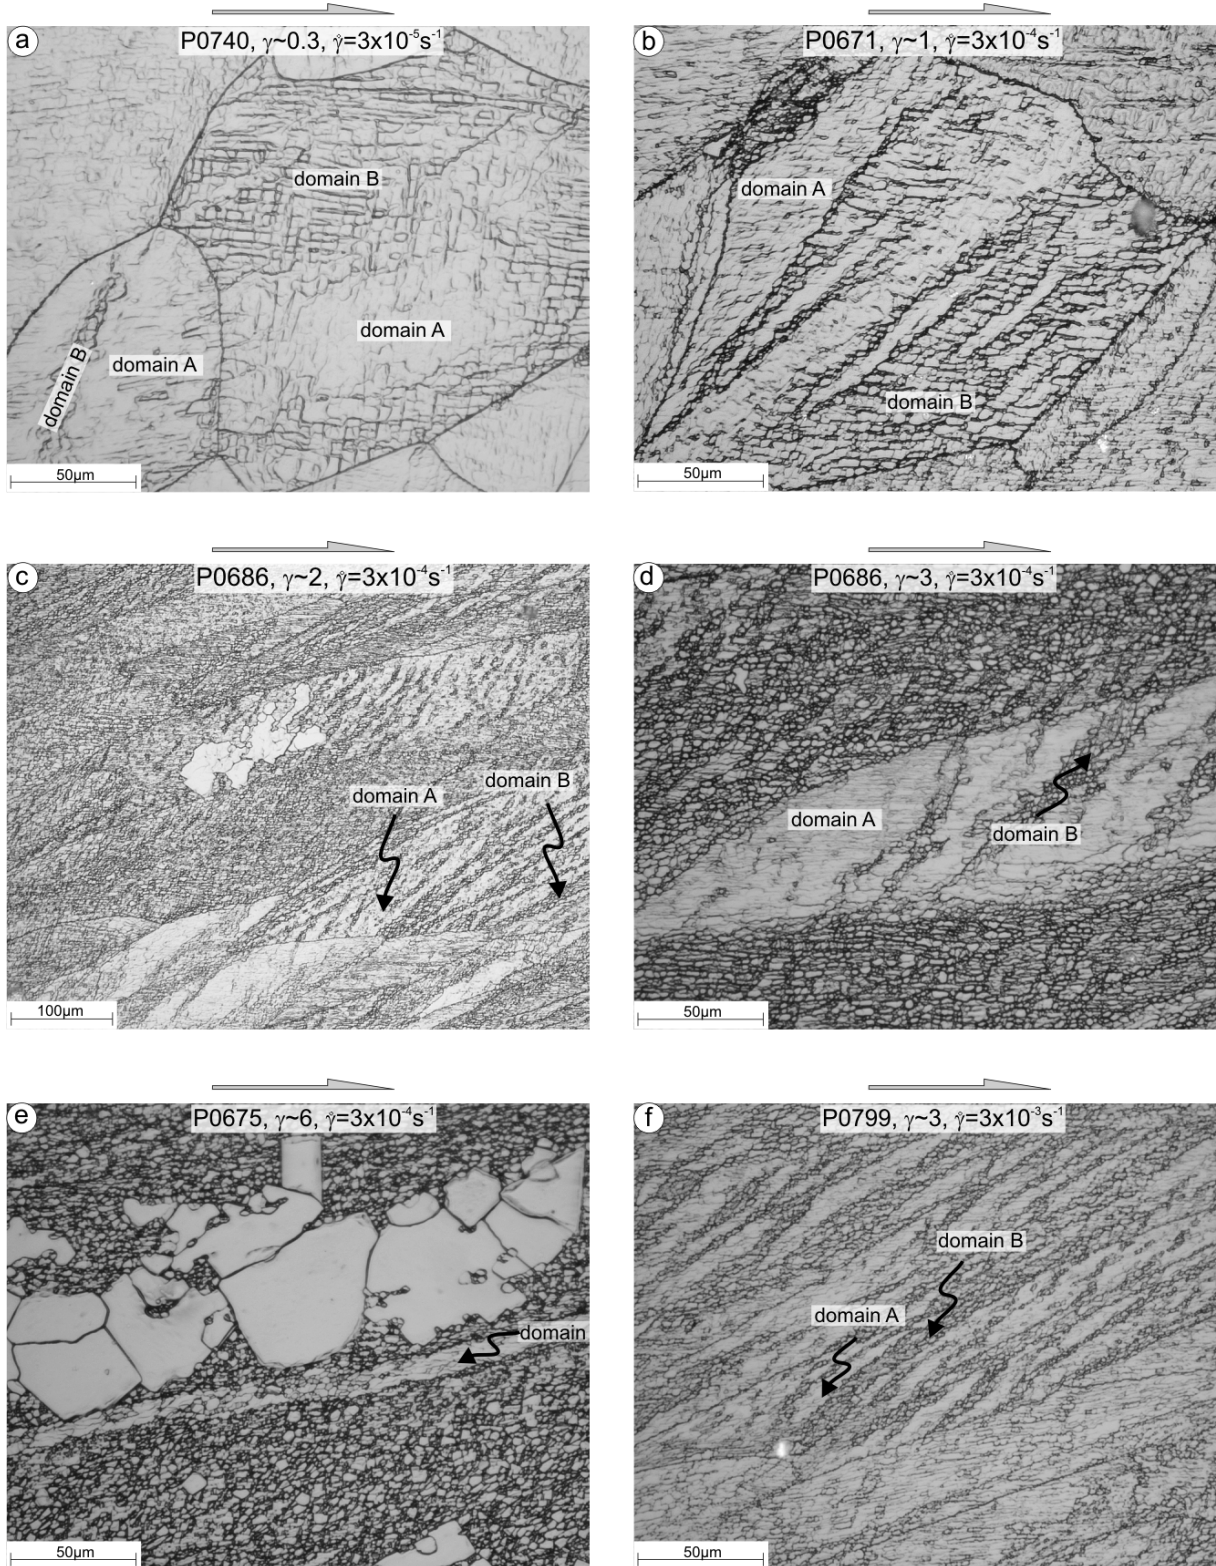 a
P0740, γ~0.3, γ̇=3x10⁻⁵s⁻¹
domain B
domain A
domain B
domain A
50µm
b
P0671, γ~1, γ̇=3x10⁻⁴s⁻¹
domain A
domain B
50µm
c
P0686, γ~2, γ̇=3x10⁻⁴s⁻¹
domain B
domain A
100µm
d
P0686, γ~3, γ̇=3x10⁻⁴s⁻¹
domain A
domain B
50µm
e
P0675, γ~6, γ̇=3x10⁻⁴s⁻¹
domain
50µm
f
P0799, γ~3, γ̇=3x10⁻³s⁻¹
domain B
domain A
50µm